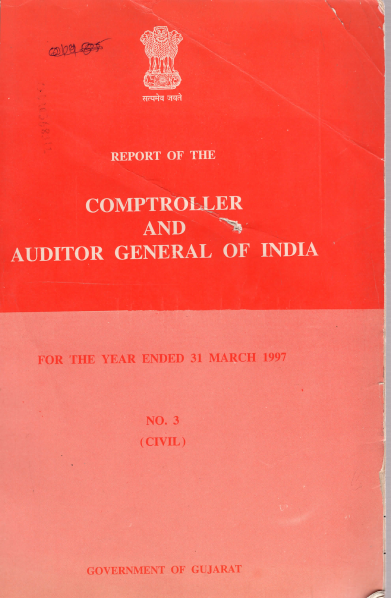 सत्यमेव जयते
REPORT OF THE
COMPTROLLER
AND
AUDITOR GENERAL OF INDIA
FOR THE YEAR ENDED 31 MARCH 1997
NO. 3
(CIVIL)
GOVERNMENT OF GUJARAT